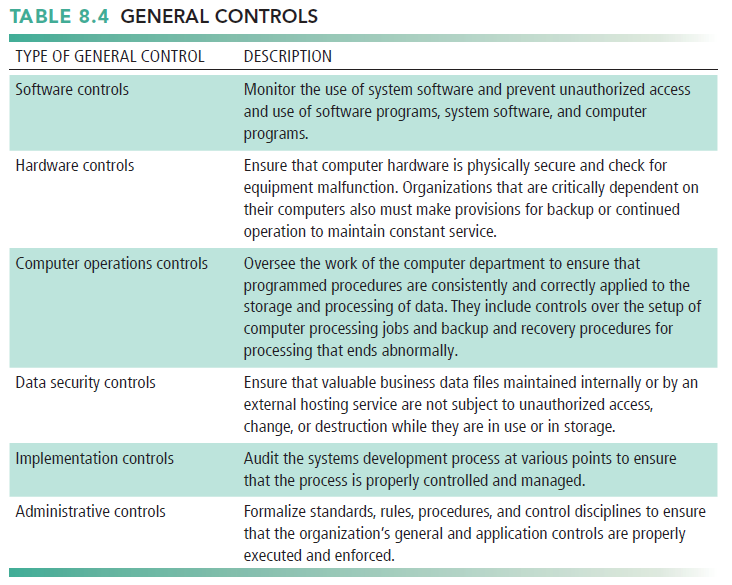 TABLE 8.4 GENERAL CONTROLS
TYPE OF GENERAL CONTROL DESCRIPTION
Software controls Monitor the use of system software and prevent unauthorized access
and use of software programs, system software, and computer
programs.
Hardware controls Ensure that computer hardware is physically secure and check for
equipment malfunction. Organizations that are critically dependent on
their computers also must make provisions for backup or continued
operation to maintain constant service.
Computer operations controls Oversee the work of the computer department to ensure that
programmed procedures are consistently and correctly applied to the
storage and processing of data. They include controls over the setup of
computer processing jobs and backup and recovery procedures for
processing that ends abnormally.
Data security controls Ensure that valuable business data files maintained internally or by an
external hosting service are not subject to unauthorized access,
change, or destruction while they are in use or in storage.
Implementation controls Audit the systems development process at various points to ensure
that the process is properly controlled and managed.
Administrative controls Formalize standards, rules, procedures, and control disciplines to ensure
that the organization's general and application controls are properly
executed and enforced.